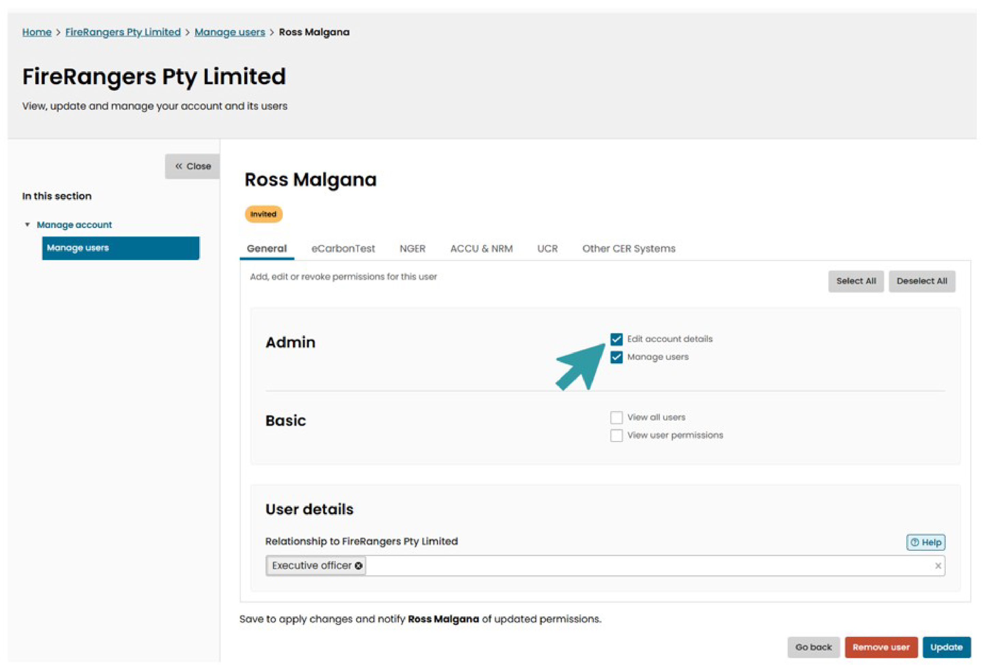 Home > FireRangers Pty Limited > Manage users > Ross Malgana
FireRangers Pty Limited
View, update and manage your account and its users
« Close
In this section
Manage account
Manage users
Ross Malgana
Invited
General eCarbonTest NGER ACCU & NRM UCR Other CER Systems
Add, edit or revoke permissions for this user
Select All Deselect All
Admin
Edit account details
Manage users
Basic
View all users
View user permissions
User details
Relationship to FireRangers Pty Limited
Help
Executive officer
Save to apply changes and notify Ross Malgana of updated permissions.
Go back Remove user Update